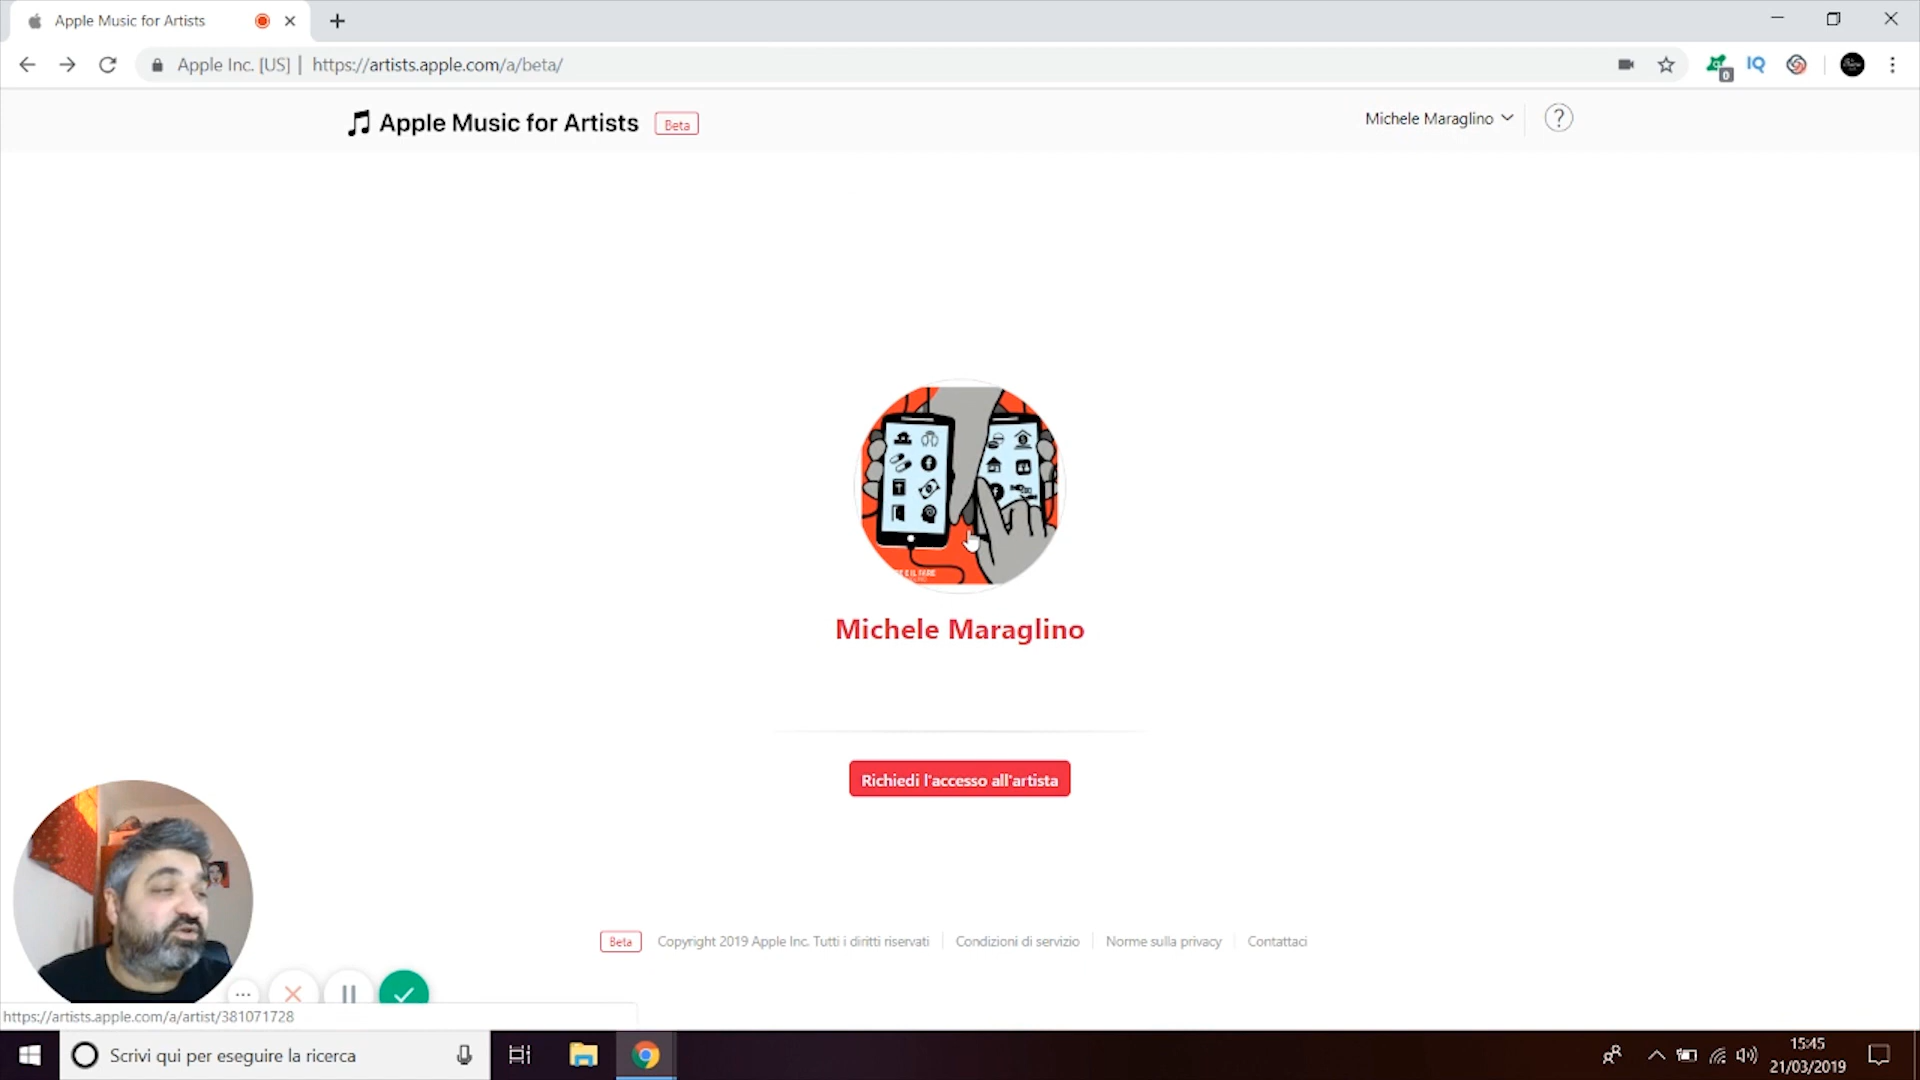 Apple Music for Artists
Apple Inc. [US] | https://artists.apple.com/a/beta/
0
IQ
Apple Music for Artists Beta
Michele Maraglino
?
Michele Maraglino
Richiedi l'accesso all'artista
Beta Copyright 2019 Apple Inc. Tutti i diritti riservati Condizioni di servizio Norme sulla privacy Contattaci
https://artists.apple.com/a/artist/381071728
Scrivi qui per eseguire la ricerca
15:45
21/03/2019